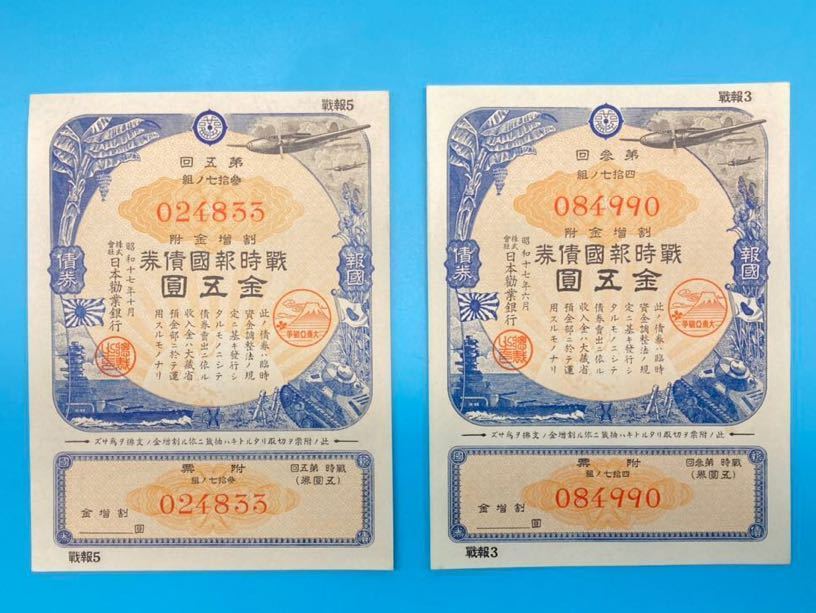 戰報5
第五回
參拾七ノ組
024833
割增金附
戰時報國債券
金五圓
報國
債券
昭和十七年十月
株式會社日本勸業銀行
大東亞戰爭
總裁之印
此ノ債券ハ臨時
資金調整法ノ規
定ニ基キ發行シ
タルモノニシテ
債券賣出ニ依ル
收入金ハ大藏省
預金部ニ於テ運
用スルモノナリ
此ノ附票ヲ切取リタルトキハ抽籤ニ依ル割增金ノ支拂ヲ爲サズ
戰時第五回
(五圓券)
附票
參拾七ノ組
024833
割增金
圓
戰報5
戰報3
第參回
四拾七ノ組
084990
割增金附
戰時報國債券
金五圓
報國
債券
昭和十七年六月
株式會社日本勸業銀行
大東亞戰爭
總裁之印
此ノ債券ハ臨時
資金調整法ノ規
定ニ基キ發行シ
タルモノニシテ
債券賣出ニ依ル
收入金ハ大藏省
預金部ニ於テ運
用スルモノナリ
此ノ附票ヲ切取リタルトキハ抽籤ニ依ル割增金ノ支拂ヲ爲サズ
戰時第參回
(五圓券)
附票
四拾七ノ組
084990
割增金
圓
戰報3